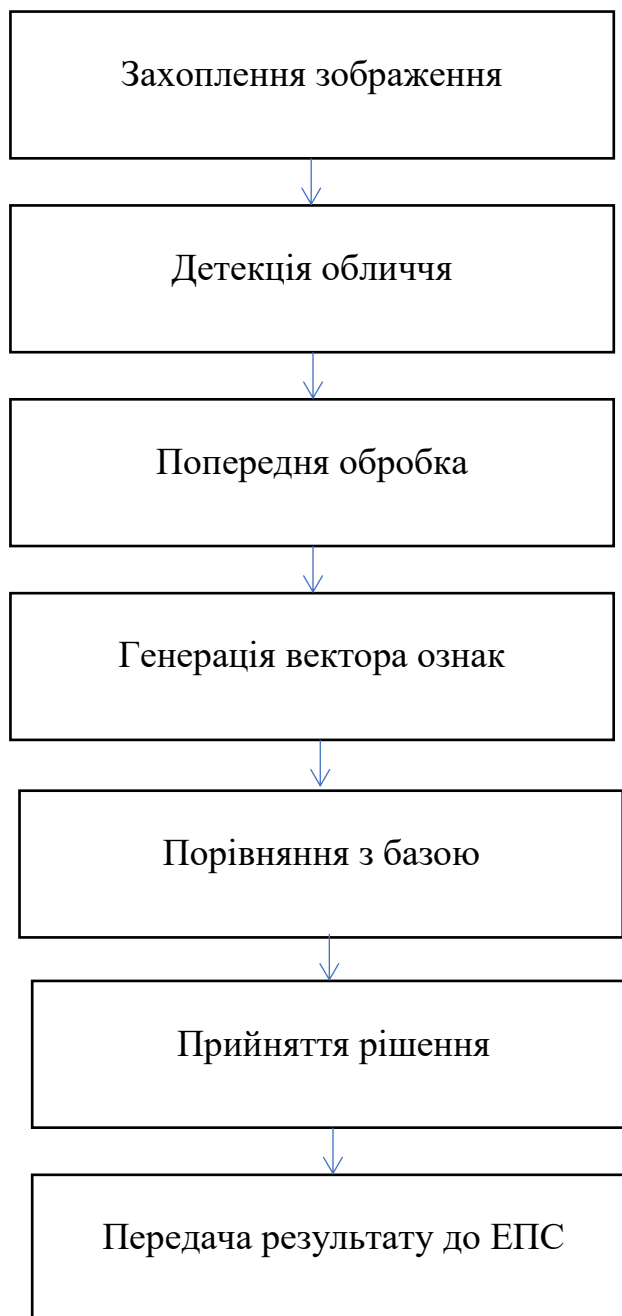 Захоплення зображення
Детекція обличчя
Попередня обробка
Генерація вектора ознак
Порівняння з базою
Прийняття рішення
Передача результату до ЕПС